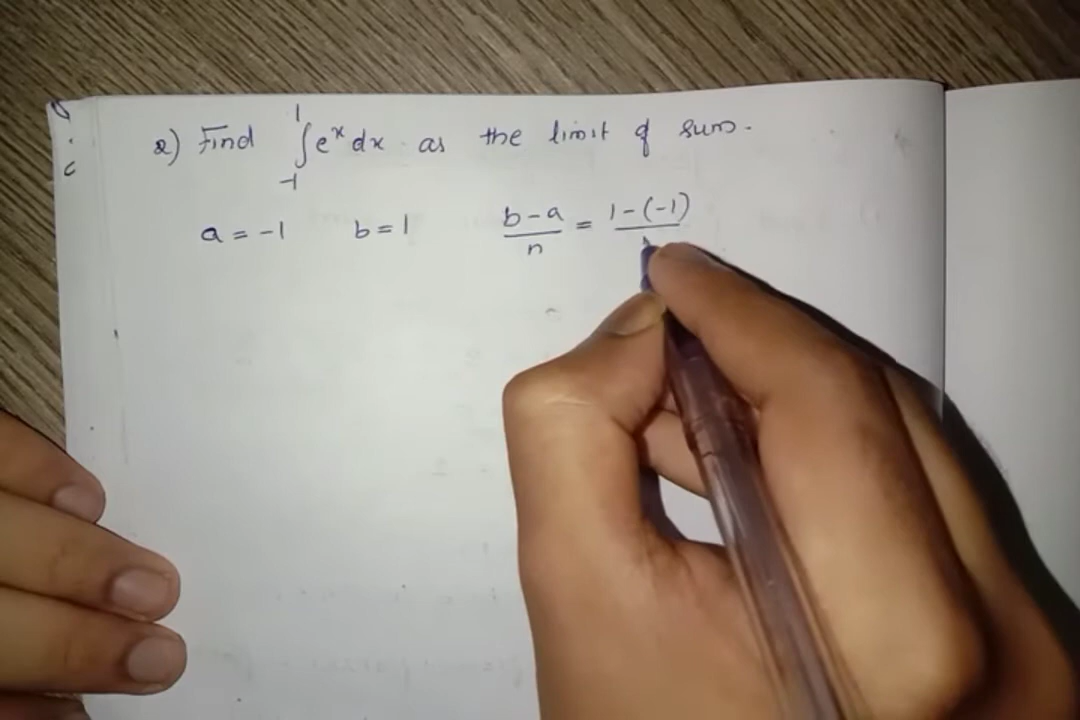 2) Find ∫₋₁¹ eˣ dx as the limit of sum.
a = -1 b = 1 (b-a)/n = (1-(-1))/